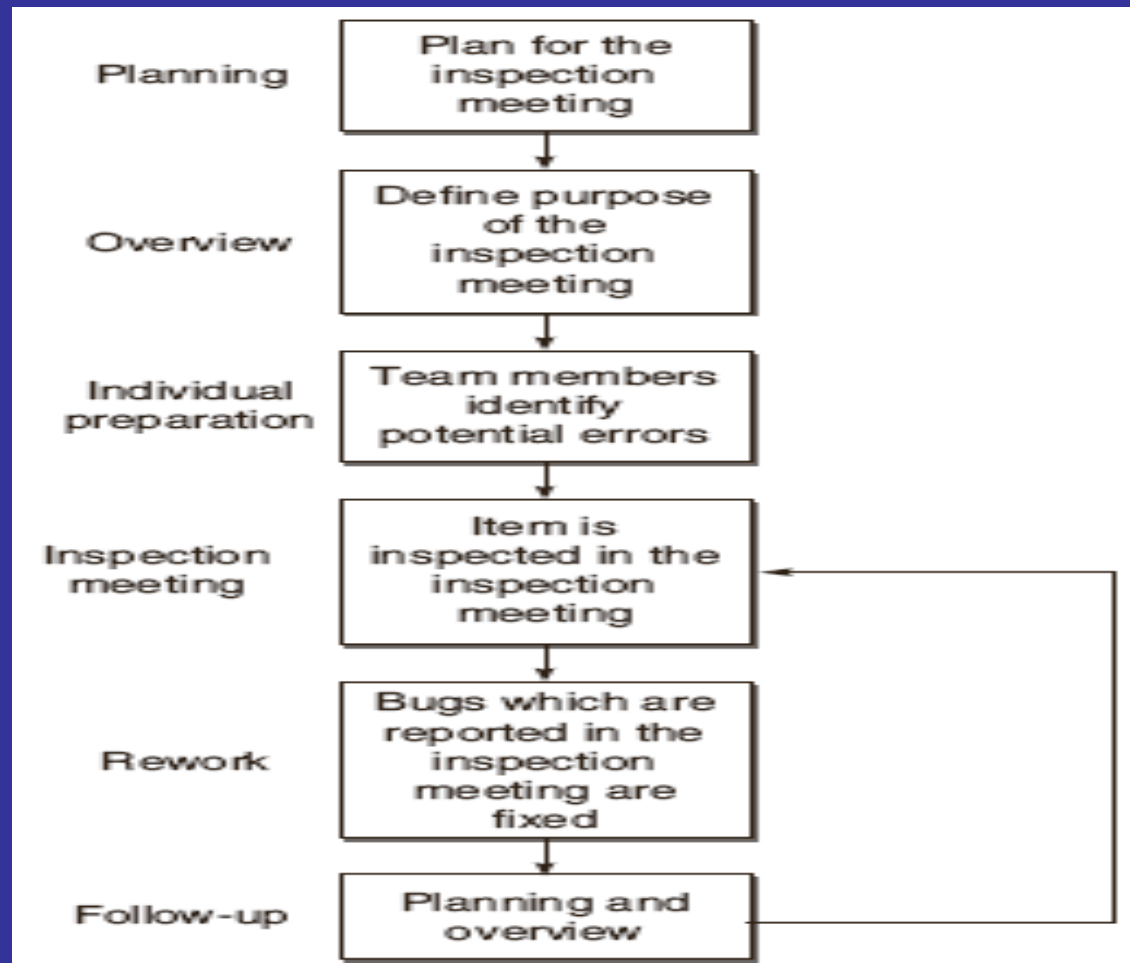 Planning
Plan for the
inspection
meeting
Overview
Define purpose
of the
inspection
meeting
Individual
preparation
Team members
identify
potential errors
Inspection
meeting
Item is
inspected in the
inspection
meeting
Rework
Bugs which are
reported in the
inspection
meeting are
fixed
Follow-up
Planning and
overview